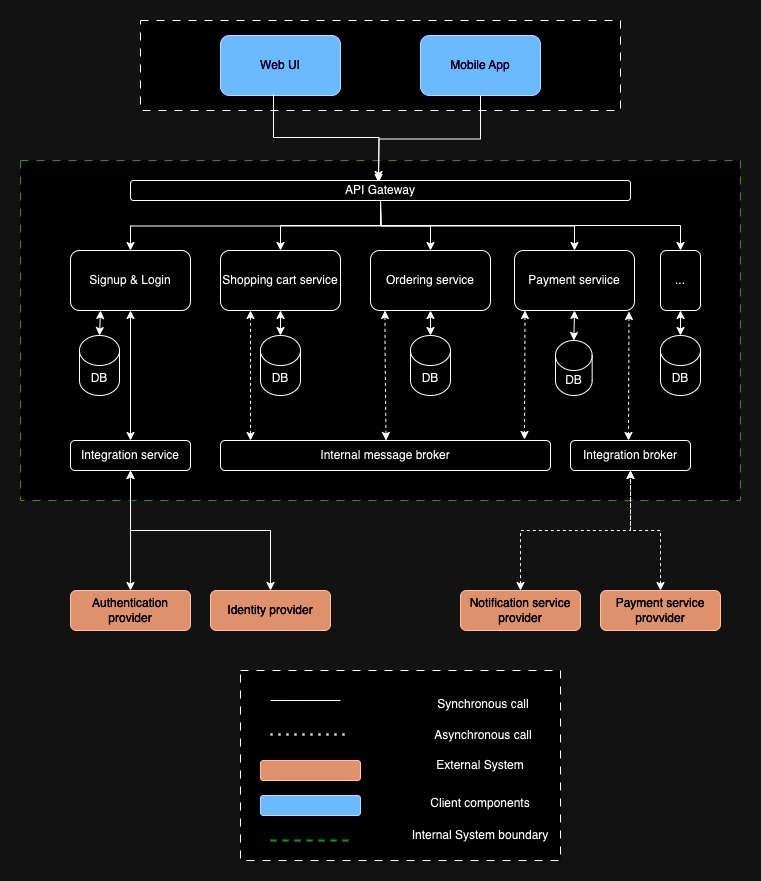 Web UI
Mobile App
API Gateway
Signup & Login
Shopping cart service
Ordering service
Payment serviice
...
DB
DB
DB
DB
DB
Integration service
Internal message broker
Integration broker
Authentication
provider
Identity provider
Notification service
provider
Payment service
provvider
Synchronous call
Asynchronous call
External System
Client components
Internal System boundary